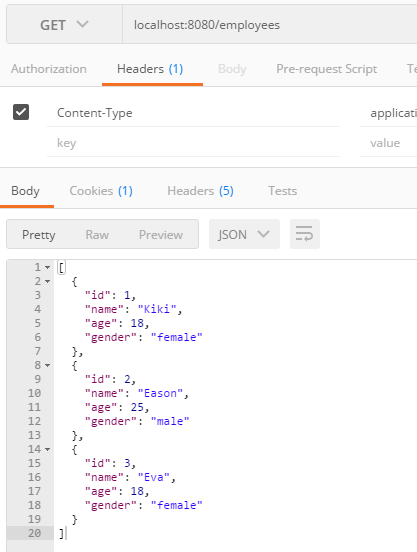 GET localhost:8080/employees
Authorization Headers (1) Body Pre-request Script
Content-Type
key value
Body Cookies (1) Headers (5) Tests
Pretty Raw Preview JSON
1 [
2 {
3 "id": 1,
4 "name": "Kiki",
5 "age": 18,
6 "gender": "female"
7 },
8 {
9 "id": 2,
10 "name": "Eason",
11 "age": 25,
12 "gender": "male"
13 },
14 {
15 "id": 3,
16 "name": "Eva",
17 "age": 18,
18 "gender": "female"
19 }
20 ]